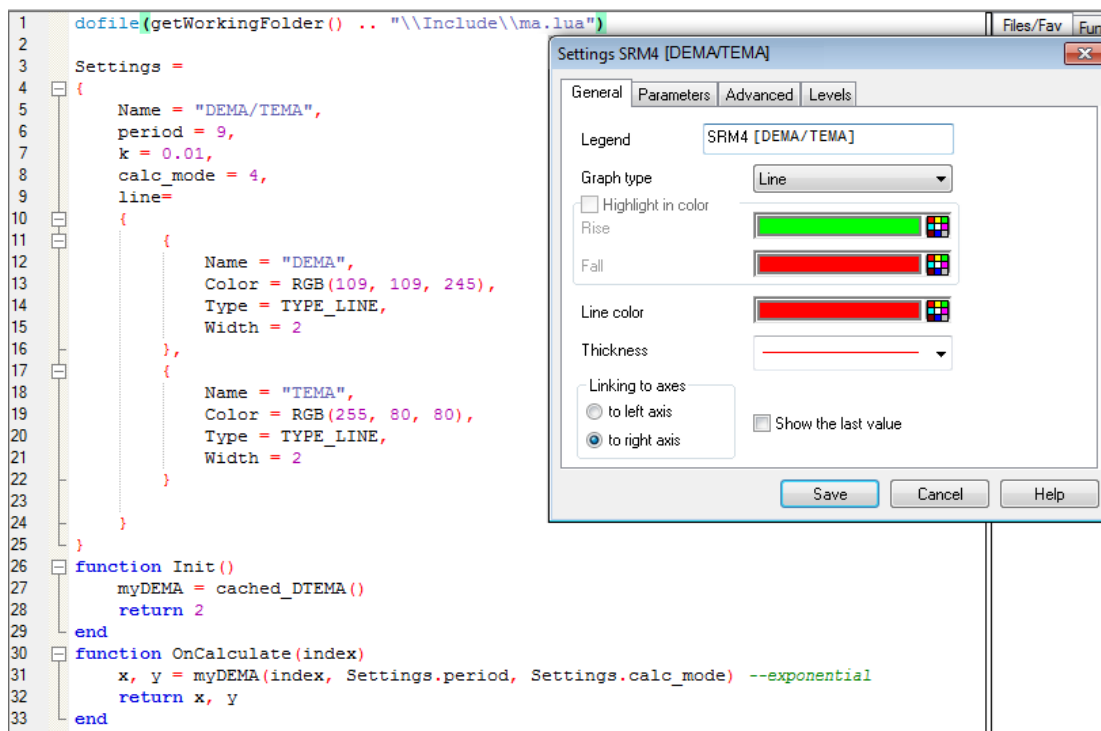 1 dofile(getWorkingFolder() .. "\\Include\\ma.lua")
2
3 Settings =
4 {
5 Name = "DEMA/TEMA",
6 period = 9,
7 k = 0.01,
8 calc_mode = 4,
9 line=
10 {
11 {
12 Name = "DEMA",
13 Color = RGB(109, 109, 245),
14 Type = TYPE_LINE,
15 Width = 2
16 },
17 {
18 Name = "TEMA",
19 Color = RGB(255, 80, 80),
20 Type = TYPE_LINE,
21 Width = 2
22 }
23
24 }
25 }
26 function Init()
27 myDEMA = cached_DTEMA()
28 return 2
29 end
30 function OnCalculate(index)
31 x, y = myDEMA(index, Settings.period, Settings.calc_mode) --exponential
32 return x, y
33 end
Files/Fav Fun
Settings SRM4 [DEMA/TEMA]
General Parameters Advanced Levels
Legend SRM4 [DEMA/TEMA]
Graph type Line
Highlight in color
Rise
Fall
Line color
Thickness
Linking to axes
to left axis
to right axis
Show the last value
Save Cancel Help